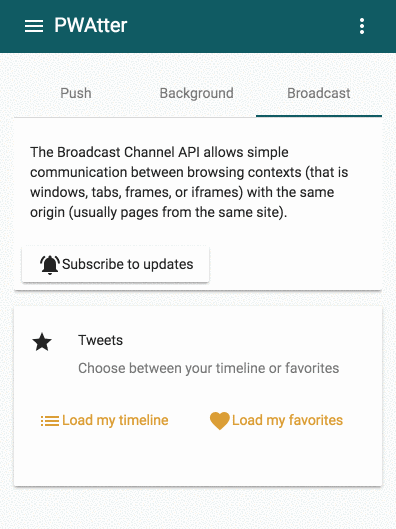 PWAtter
Push Background Broadcast
The Broadcast Channel API allows simple
communication between browsing contexts (that is
windows, tabs, frames, or iframes) with the same
origin (usually pages from the same site).
Subscribe to updates
Tweets
Choose between your timeline or favorites
Load my timeline Load my favorites